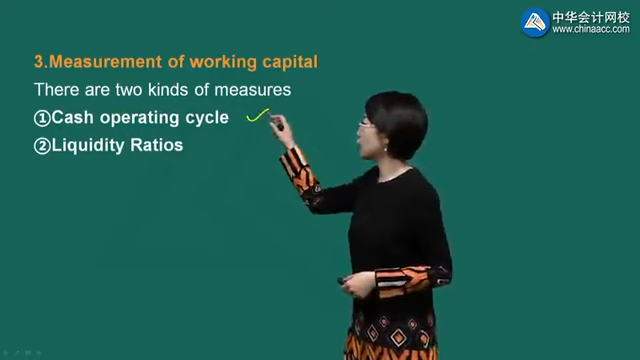 中华会计网校
www.chinaacc.com
3.Measurement of working capital
There are two kinds of measures
①Cash operating cycle
②Liquidity Ratios